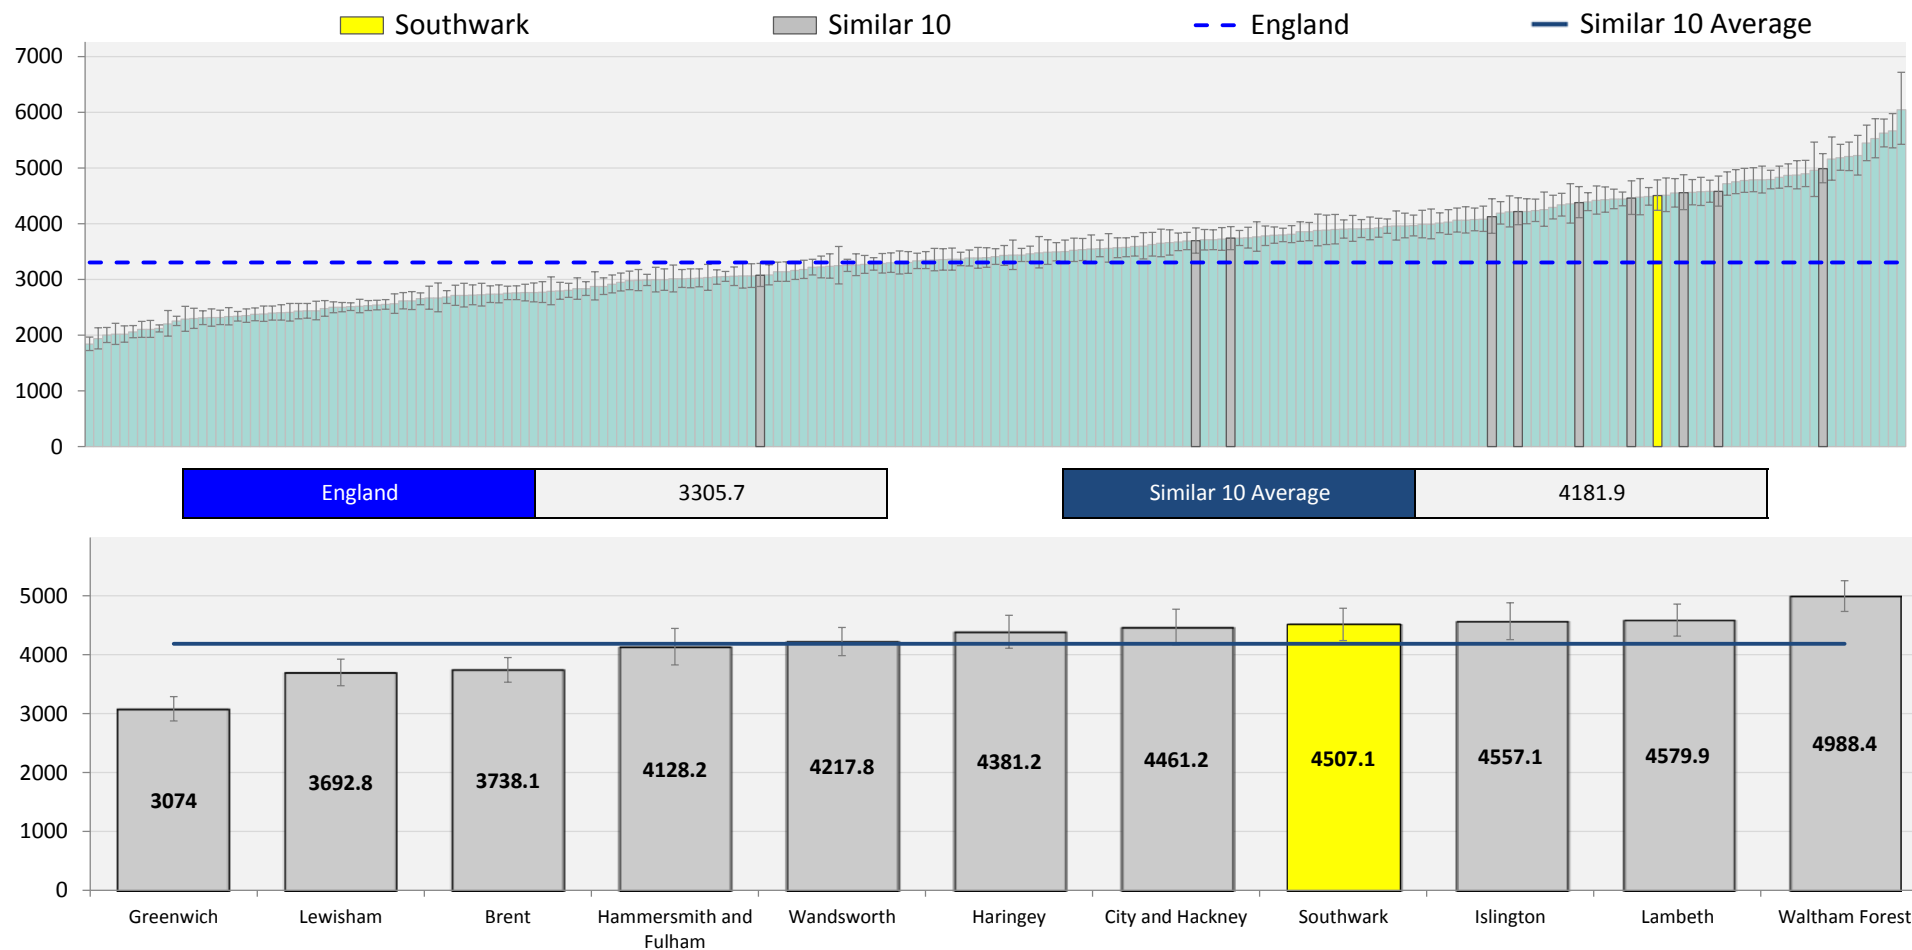 Southwark Similar 10 England Similar 10 Average
7000
6000
5000
4000
3000
2000
1000
0
England 3305.7 Similar 10 Average 4181.9
5000
4000
3000
2000
1000
0
3074 3692.8 3738.1 4128.2 4217.8 4381.2 4461.2 4507.1 4557.1 4579.9 4988.4
Greenwich Lewisham Brent Hammersmith and Wandsworth Haringey City and Hackney Southwark Islington Lambeth Waltham Forest
Fulham